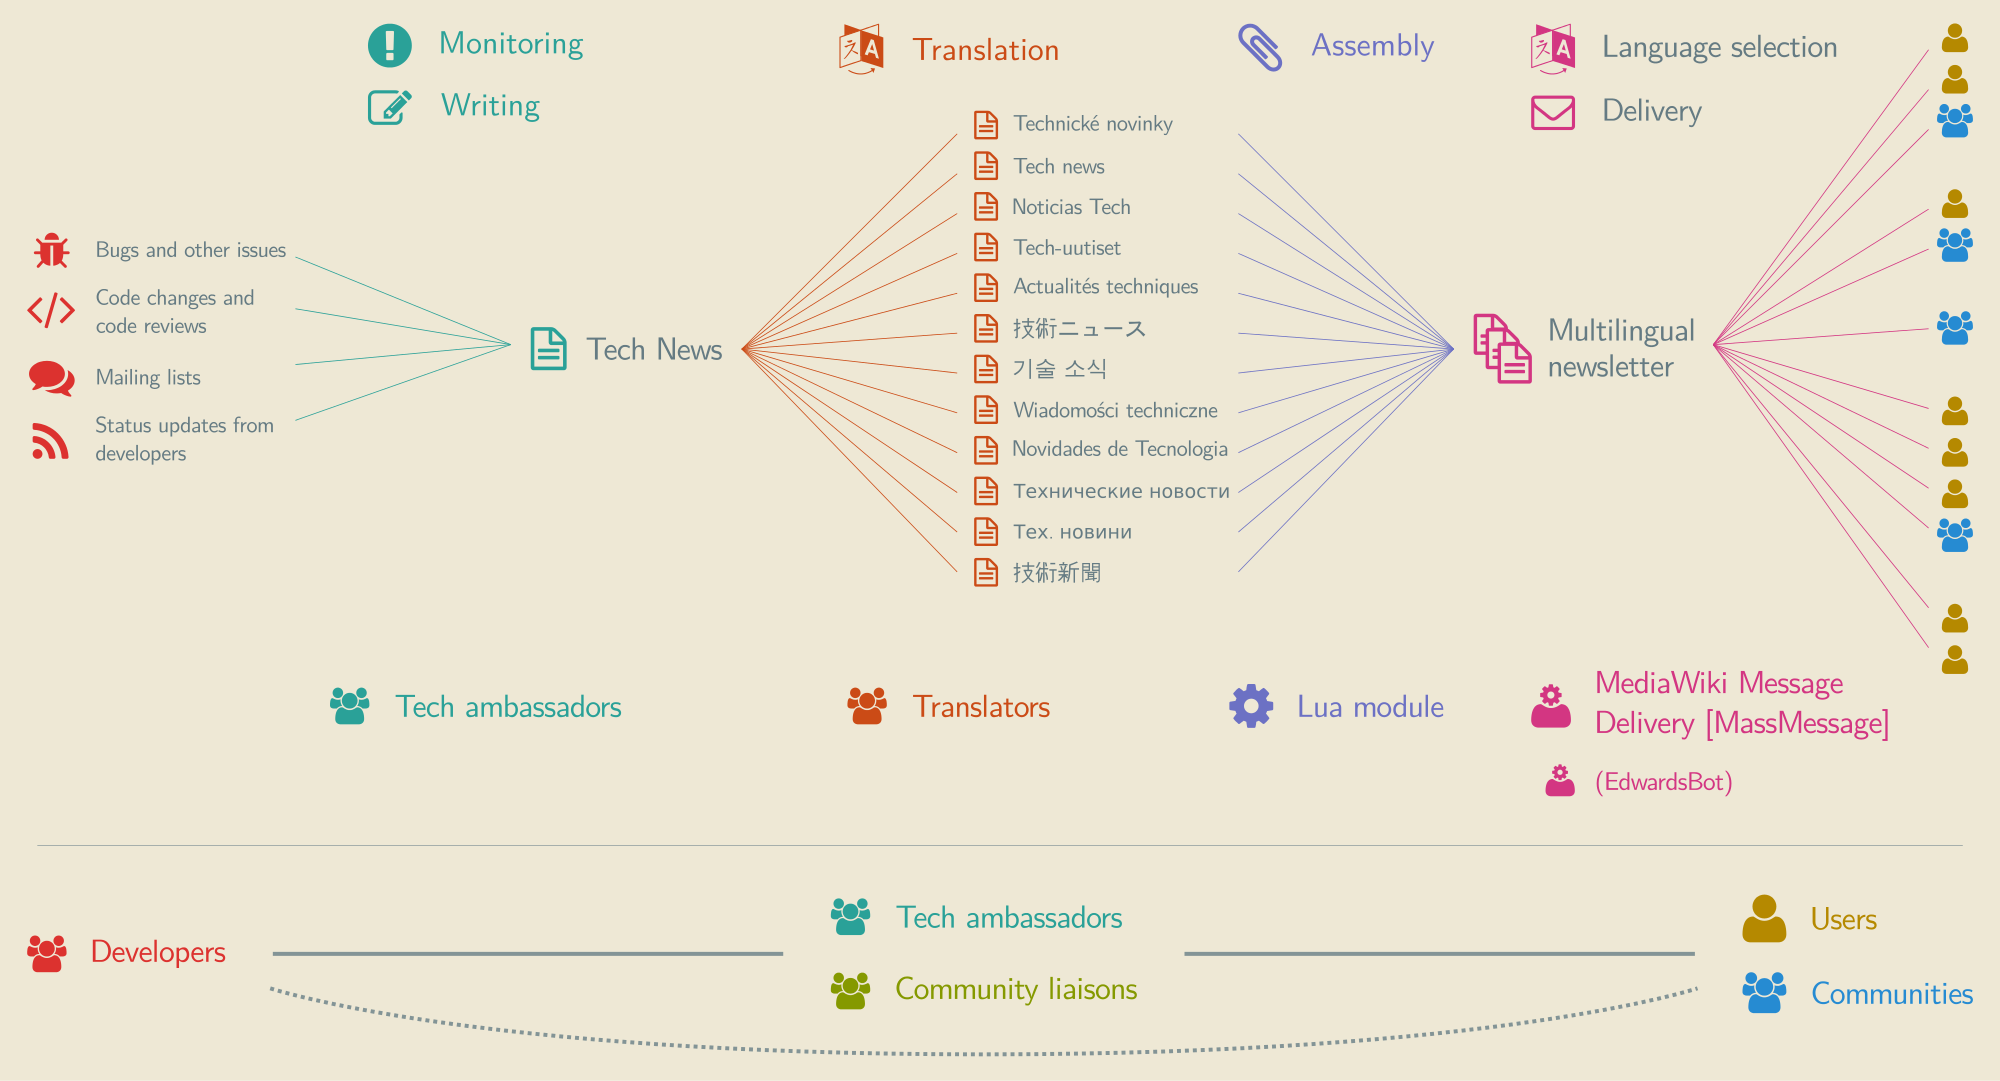 Monitoring
Writing
Translation
Assembly
Language selection
Delivery
Bugs and other issues
Code changes and
code reviews
Mailing lists
Status updates from
developers
Tech News
Technické novinky
Tech news
Noticias Tech
Tech-uutiset
Actualités techniques
技術ニュース
기술 소식
Wiadomości techniczne
Novidades de Tecnologia
Технические новости
Тех. новини
技術新聞
Multilingual
newsletter
Tech ambassadors
Translators
Lua module
MediaWiki Message
Delivery [MassMessage]
(EdwardsBot)
Developers
Tech ambassadors
Community liaisons
Users
Communities